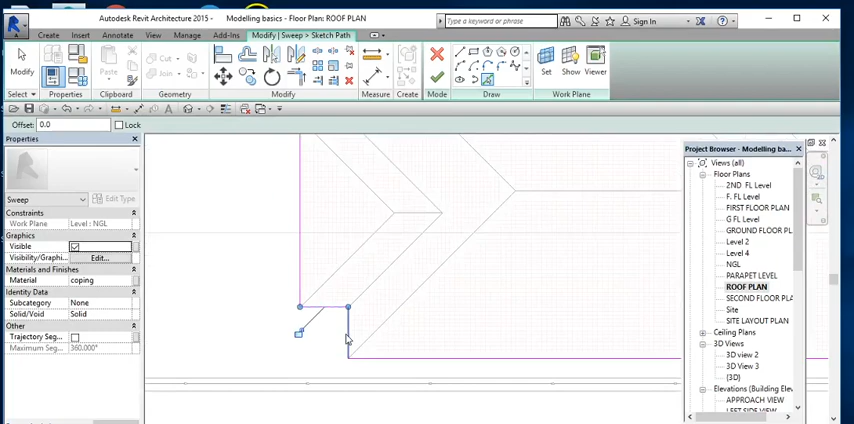 Autodesk Revit Architecture 2015 - Modelling basics - Floor Plan: ROOF PLAN
Type a keyword or phrase
Sign In
Create Insert Annotate View Manage Add-Ins Modify | Sweep > Sketch Path
Modify
Paste
Cut
Join
Set Show Viewer
Select Properties Clipboard Geometry Modify Measure Create Mode Draw Work Plane
Offset: 0.0 Lock
Properties
Sweep Edit Type
Constraints
Work Plane Level : NGL
Graphics
Visible
Visibility/Graphi... Edit...
Materials and Finishes
Material coping
Identity Data
Subcategory None
Solid/Void Solid
Other
Trajectory Seg...
Maximum Seg... 360.000°
Project Browser - Modelling ba...
Views (all)
Floor Plans
2ND FL Level
F. FL Level
FIRST FLOOR PLAN
G FL Level
GROUND FLOOR PL
Level 2
Level 4
NGL
PARAPET LEVEL
ROOF PLAN
SECOND FLOOR PL
Site
SITE LAYOUT PLAN
Ceiling Plans
3D Views
3D view 2
3D View 3
{3D}
Elevations (Building Elev
APPROACH VIEW
LEFT SIDE VIEW